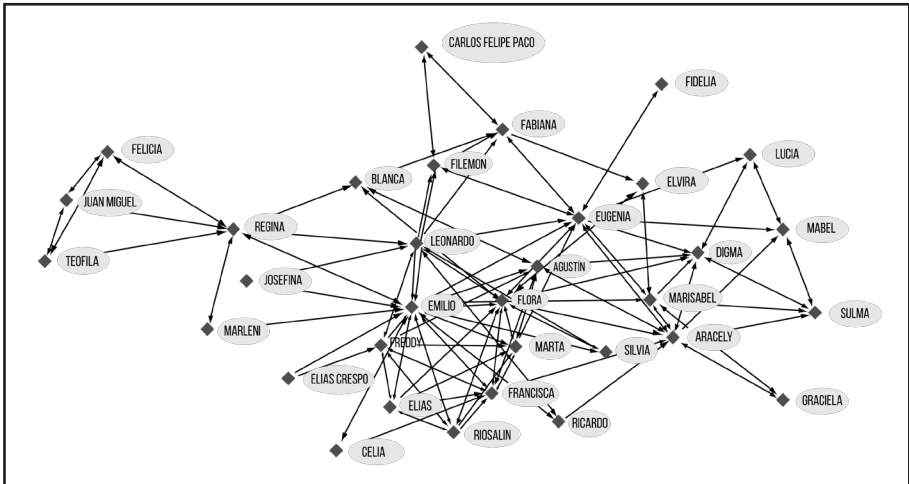 CARLOS FELIPE PACO
FIDELIA
FABIANA
FELICIA
LUCIA
FILEMON
BLANCA
ELVIRA
JUAN MIGUEL
EUGENIA
REGINA
MABEL
LEONARDO
DIGMA
TEOFILA
AGUSTÍN
JOSEFINA
MARISABEL
EMILIO
FLORA
SULMA
MARLENI
ARACELY
FREDDY
MARTA
SILVIA
ELIAS CRESPO
FRANCISCA
GRACIELA
ELIAS
RICARDO
RIOSALIN
CELIA